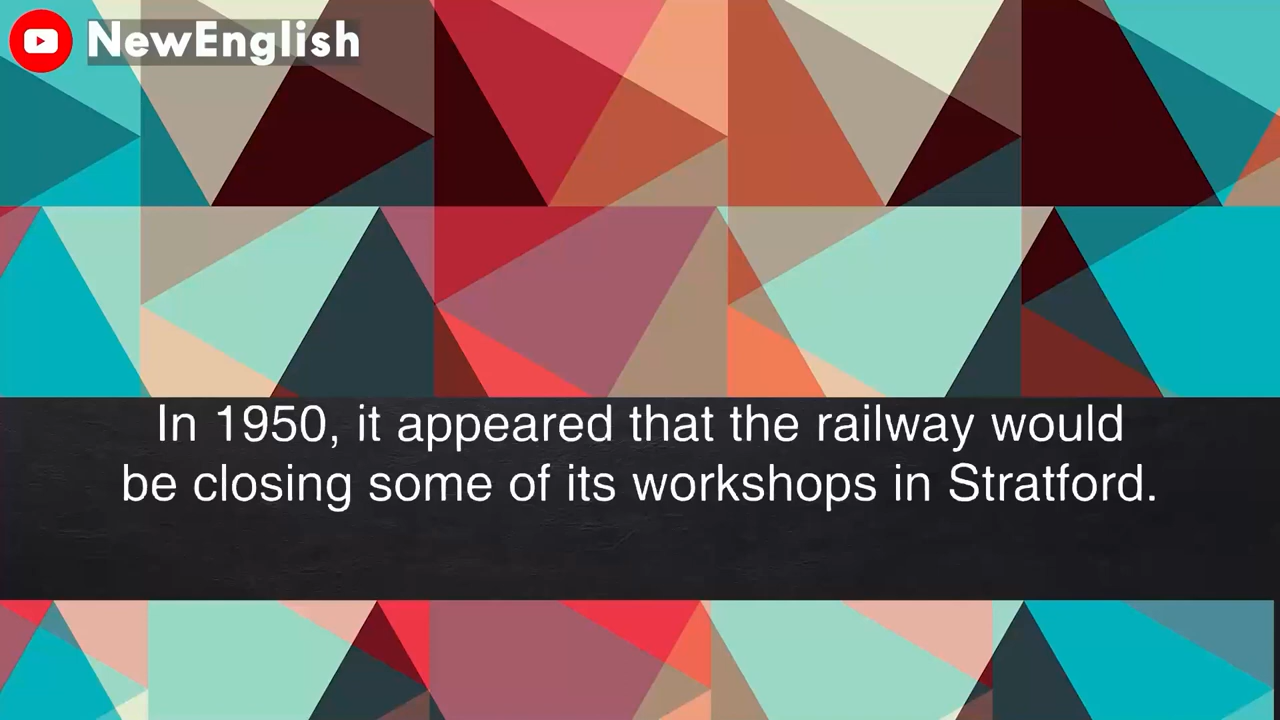 NewEnglish
In 1950, it appeared that the railway would
be closing some of its workshops in Stratford.